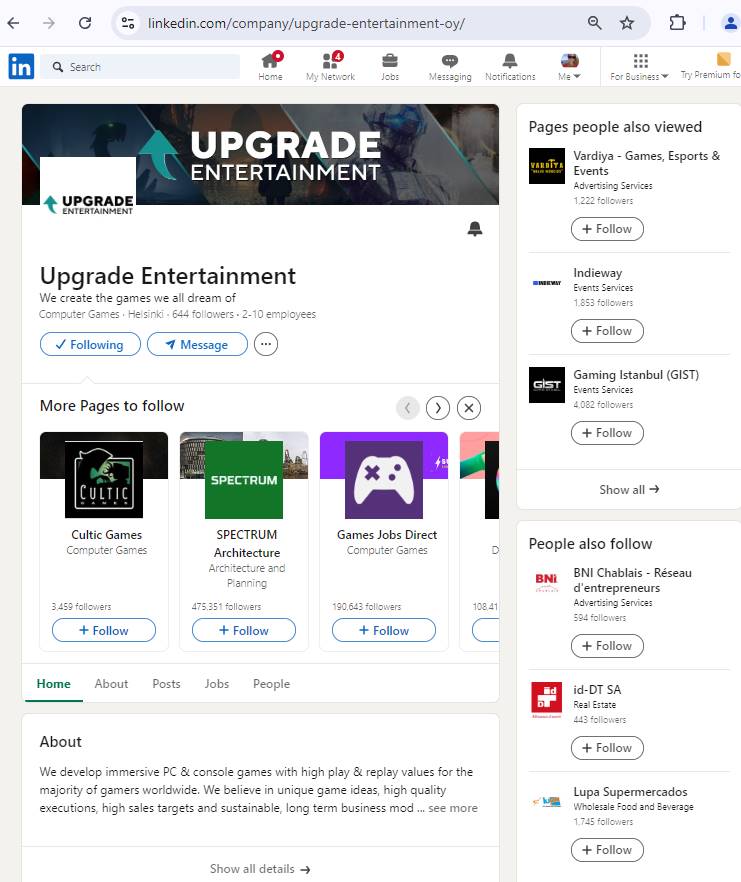 linkedin.com/company/upgrade-entertainment-oy/
in
Search
Home
4
My Network
Jobs
Messaging
Notifications
Me
For Business
Try Premium fo
UPGRADE
ENTERTAINMENT
UPGRADE
ENTERTAINMENT
Upgrade Entertainment
We create the games we all dream of
Computer Games · Helsinki · 644 followers · 2-10 employees
Following
Message
More Pages to follow
CULTIC
GAMES
Cultic Games
Computer Games
3,459 followers
+ Follow
SPECTRUM
SPECTRUM
Architecture
Architecture and
Planning
475,351 followers
+ Follow
Games Jobs Direct
Computer Games
190,643 followers
+ Follow
D
108,41
Home
About
Posts
Jobs
People
About
We develop immersive PC & console games with high play & replay values for the
majority of gamers worldwide. We believe in unique game ideas, high quality
executions, high sales targets and sustainable, long term business mod ... see more
Show all details →
Pages people also viewed
VARDIYA
Vardiya - Games, Esports &
Events
Advertising Services
1,222 followers
+ Follow
INDIEWAY
Indieway
Events Services
1,853 followers
+ Follow
GIST
Gaming Istanbul (GIST)
Events Services
4,082 followers
+ Follow
Show all →
People also follow
BNI
BNI Chablais - Réseau
d'entrepreneurs
Advertising Services
594 followers
+ Follow
id
DT
id-DT SA
Real Estate
443 followers
+ Follow
Lupa Supermercados
Wholesale Food and Beverage
1,745 followers
+ Follow